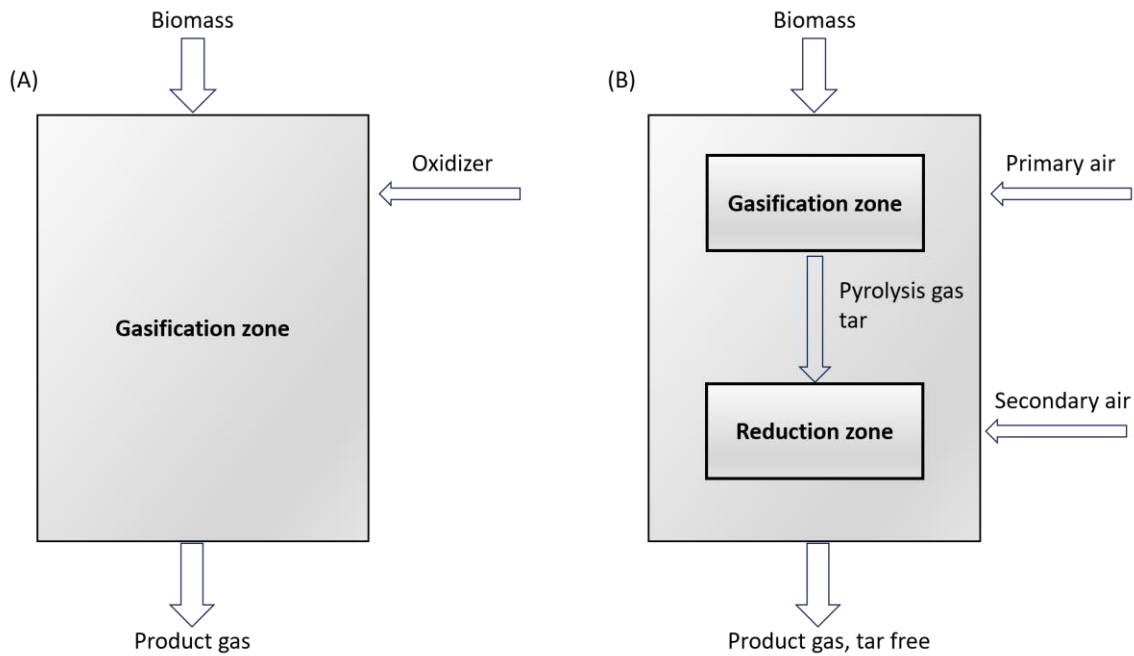 (A)
Biomass
Oxidizer
Gasification zone
Product gas
(B)
Biomass
Primary air
Gasification zone
Pyrolysis gas
tar
Secondary air
Reduction zone
Product gas, tar free